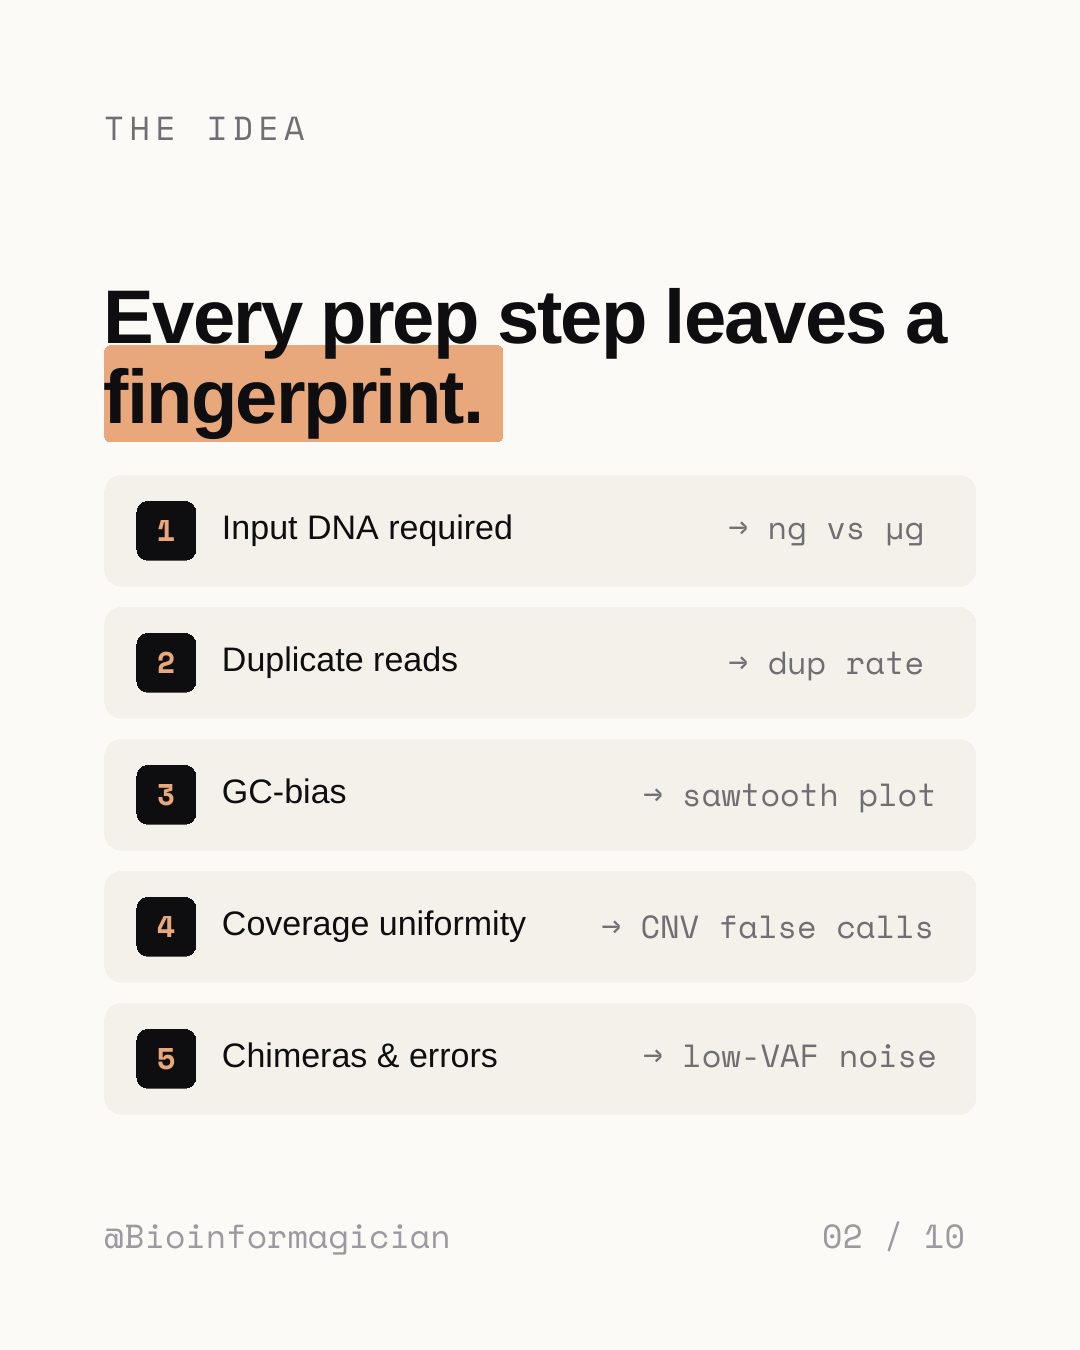 THE IDEA
Every prep step leaves a
fingerprint.
1 Input DNA required → ng vs µg
2 Duplicate reads → dup rate
3 GC-bias → sawtooth plot
4 Coverage uniformity → CNV false calls
5 Chimeras & errors → low-VAF noise
@Bioinformagician 02 / 10